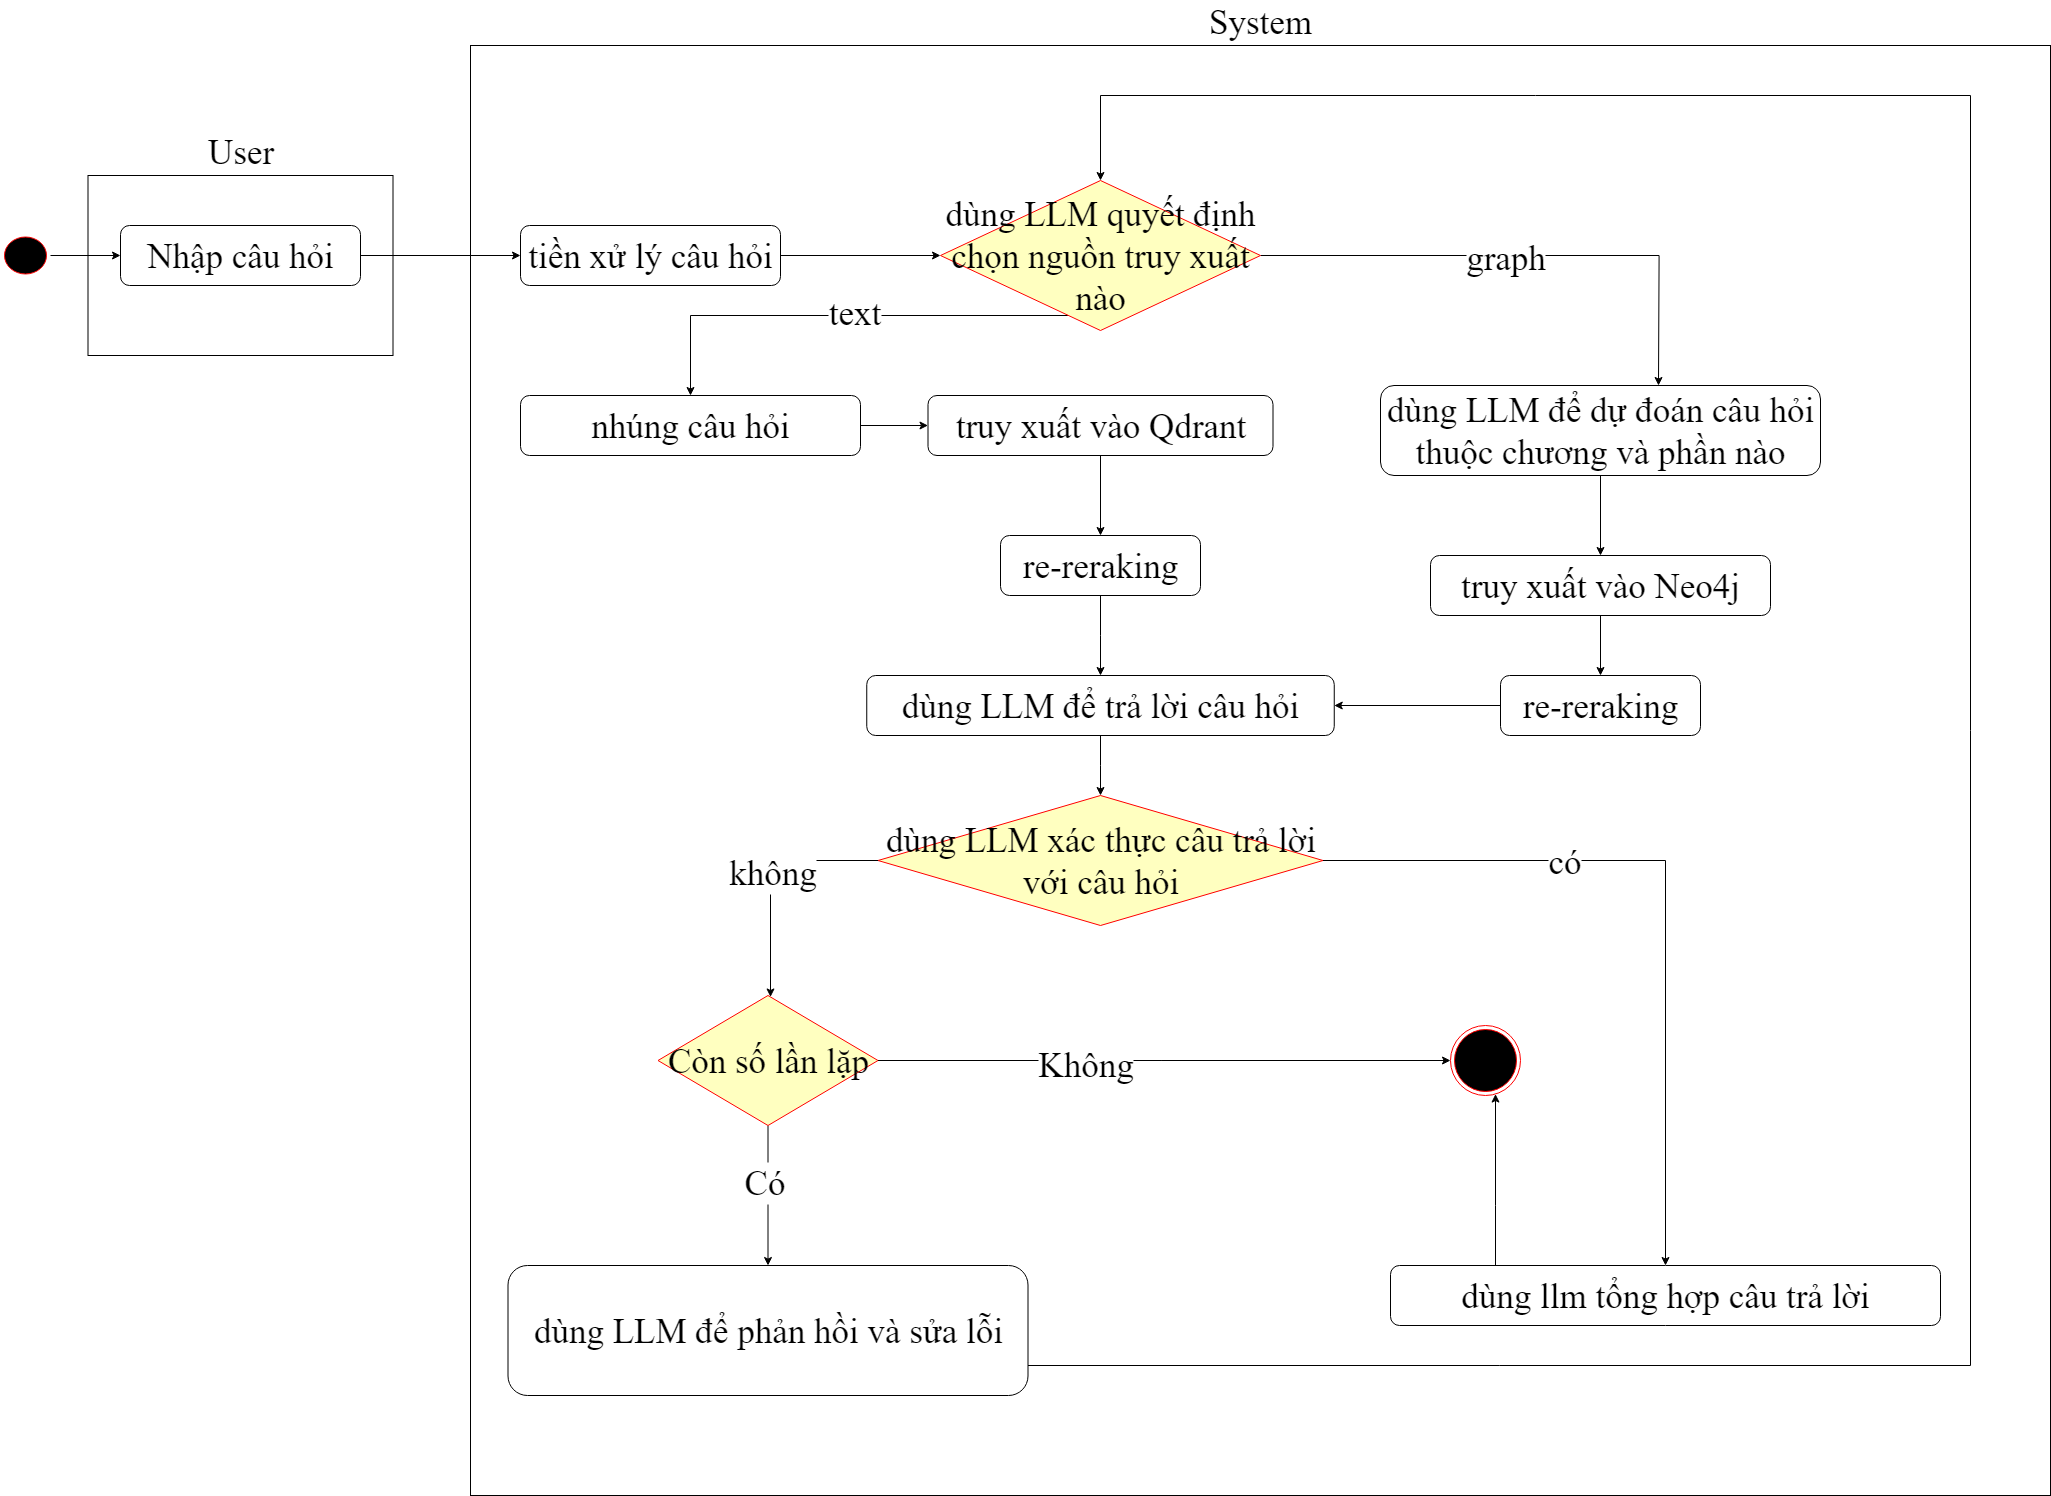 System
User
Nhập câu hỏi
tiền xử lý câu hỏi
dùng LLM quyết định
chọn nguồn truy xuất
nào
graph
text
nhúng câu hỏi
truy xuất vào Qdrant
dùng LLM để dự đoán câu hỏi
thuộc chương và phần nào
re-reraking
truy xuất vào Neo4j
dùng LLM để trả lời câu hỏi
re-reraking
dùng LLM xác thực câu trả lời
với câu hỏi
không
có
Còn số lần lặp
Không
Có
dùng LLM để phản hồi và sửa lỗi
dùng llm tổng hợp câu trả lời